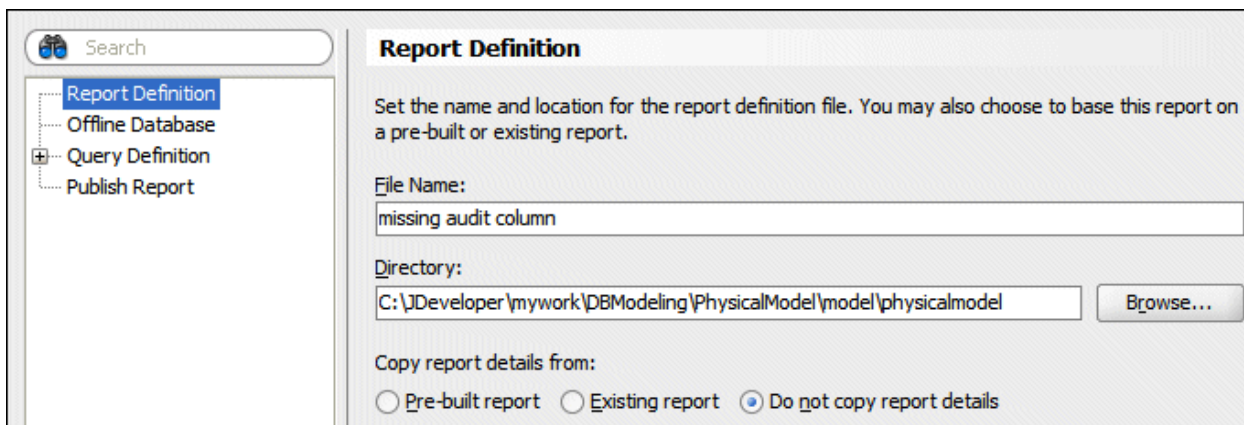 Search
Report Definition
Offline Database
Query Definition
Publish Report
Report Definition
Set the name and location for the report definition file. You may also choose to base this report on
a pre-built or existing report.
File Name:
missing audit column
Directory:
C:\JDeveloper\mywork\DBModeling\PhysicalModel\model\physicalmodel
Browse...
Copy report details from:
Pre-built report Existing report Do not copy report details